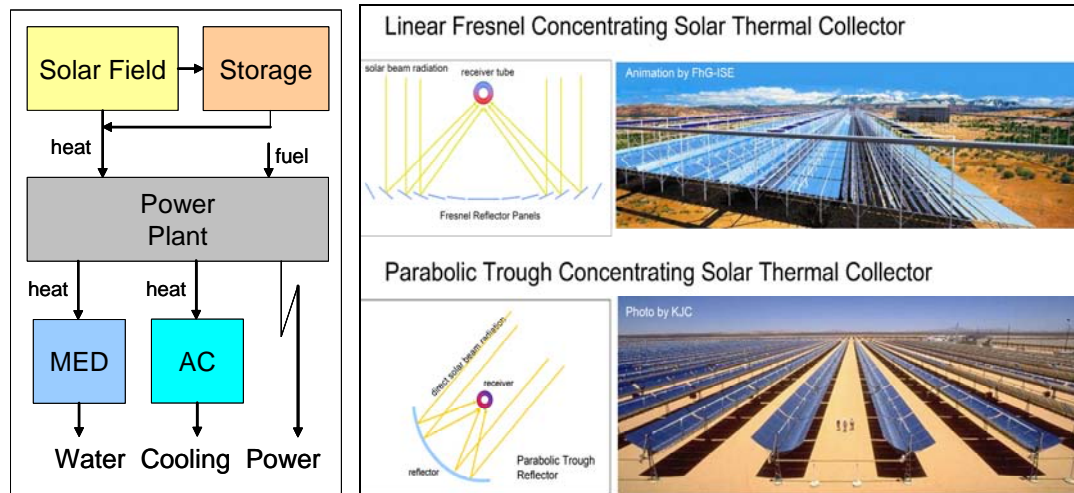 Solar Field
Storage
heat
fuel
Power
Plant
heat
heat
MED
AC
Water Cooling Power
Linear Fresnel Concentrating Solar Thermal Collector
solar beam radiation
receiver tube
Fresnel Reflector Panels
Animation by FhG-ISE
Parabolic Trough Concentrating Solar Thermal Collector
direct solar beam radiation
receiver
reflector
Parabolic Trough
Reflector
Photo by KJC